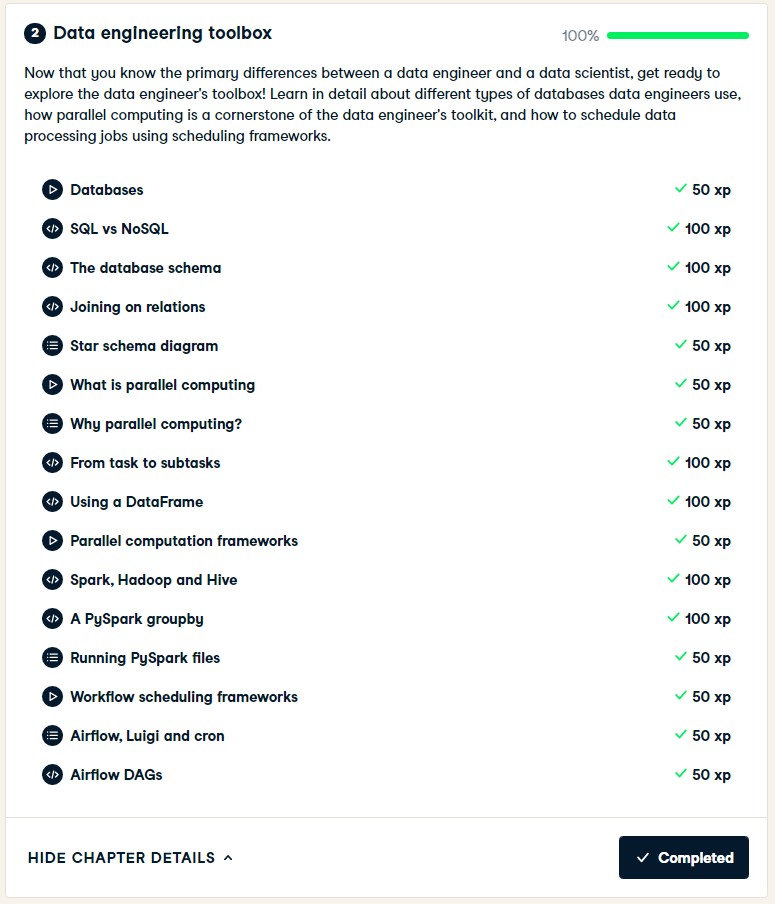 2 Data engineering toolbox 100%
Now that you know the primary differences between a data engineer and a data scientist, get ready to
explore the data engineer's toolbox! Learn in detail about different types of databases data engineers use,
how parallel computing is a cornerstone of the data engineer's toolkit, and how to schedule data
processing jobs using scheduling frameworks.
Databases 50 xp
SQL vs NoSQL 100 xp
The database schema 100 xp
Joining on relations 100 xp
Star schema diagram 50 xp
What is parallel computing 50 xp
Why parallel computing? 50 xp
From task to subtasks 100 xp
Using a DataFrame 100 xp
Parallel computation frameworks 50 xp
Spark, Hadoop and Hive 100 xp
A PySpark groupby 100 xp
Running PySpark files 50 xp
Workflow scheduling frameworks 50 xp
Airflow, Luigi and cron 50 xp
Airflow DAGs 50 xp
HIDE CHAPTER DETAILS Completed